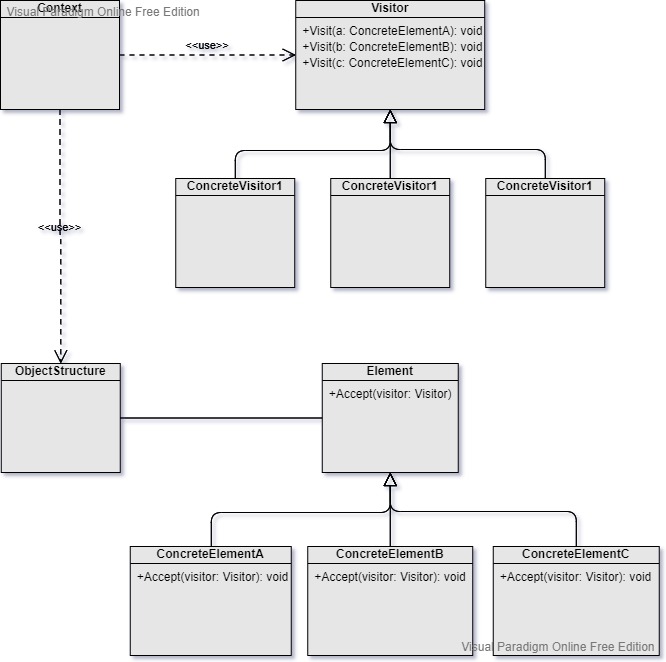 Context
Visual Paradigm Online Free Edition
Visitor
+Visit(a: ConcreteElementA): void
+Visit(b: ConcreteElementB): void
+Visit(c: ConcreteElementC): void
<<use>>
ConcreteVisitor1
ConcreteVisitor1
ConcreteVisitor1
<<use>>
ObjectStructure
Element
+Accept(visitor: Visitor)
ConcreteElementA
+Accept(visitor: Visitor): void
ConcreteElementB
+Accept(visitor: Visitor): void
ConcreteElementC
+Accept(visitor: Visitor): void
Visual Paradigm Online Free Edition